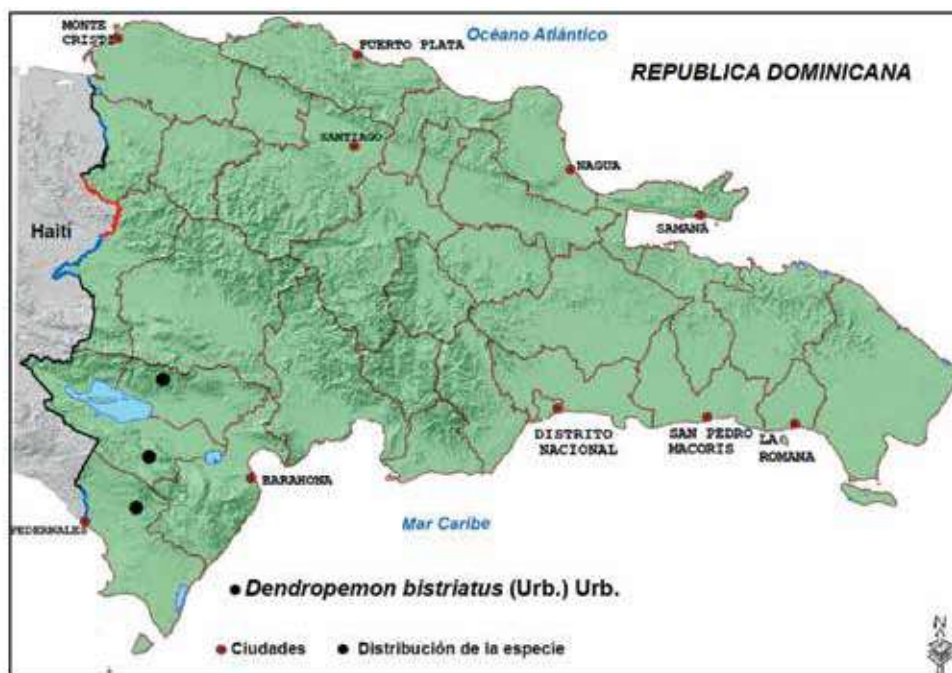 MONTE
CRISTI
PUERTO PLATA
Océano Atlántico
REPUBLICA DOMINICANA
SANTIAGO
NAGUA
SAMANA
Haití
DISTRITO
NACIONAL
SAN PEDRO
MACORIS
LA
ROMANA
BARAHONA
PEDERNALES
Mar Caribe
Dendropemon bistriatus (Urb.) Urb.
Ciudades
Distribución de la especie
N